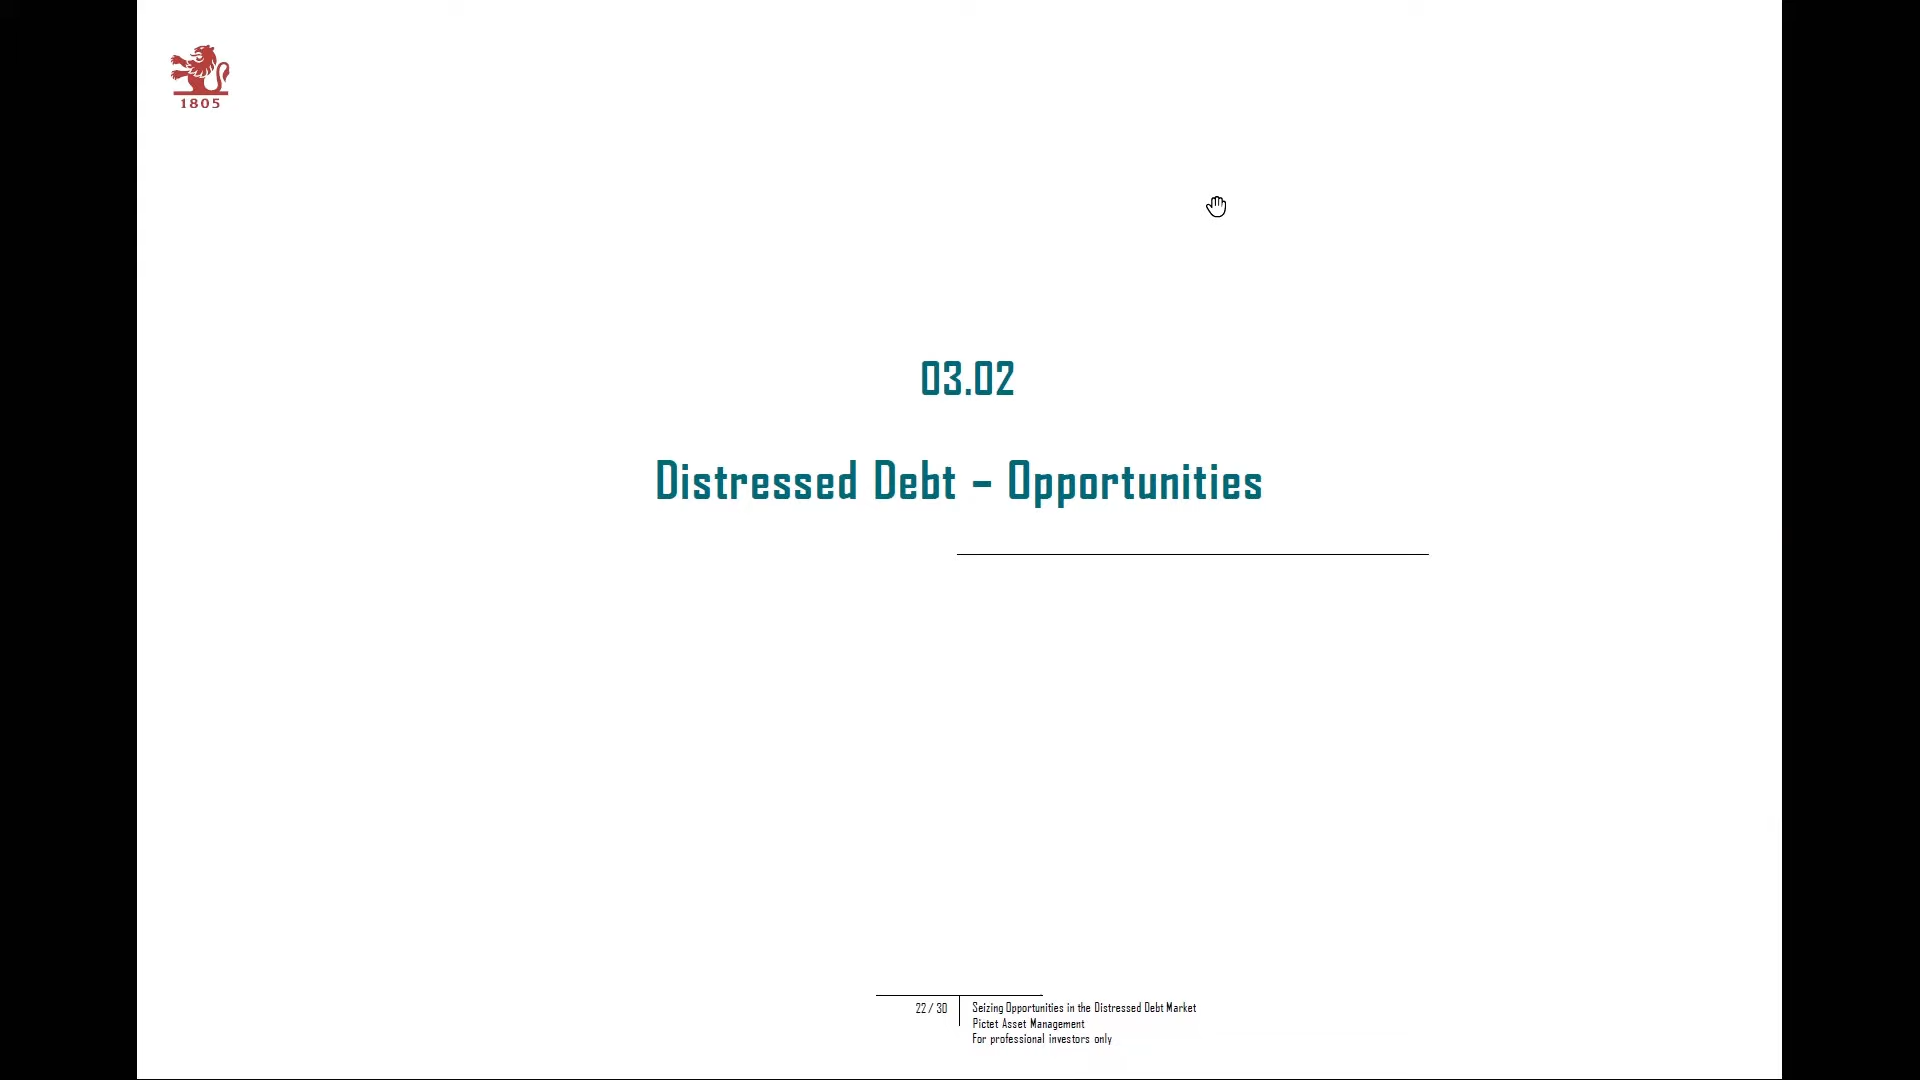 1805
03.02
Distressed Debt – Opportunities
22 / 30
Seizing Opportunities in the Distressed Debt Market
Pictet Asset Management
For professional investors only